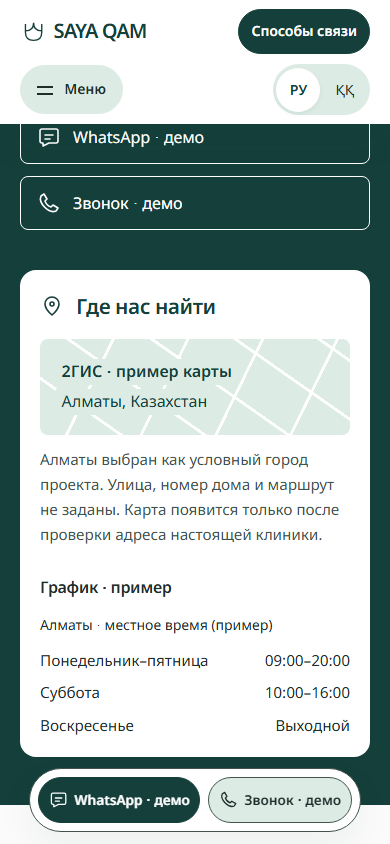 SAYA QAM
Способы связи
Меню
РУ
ҚҚ
WhatsApp · демо
Звонок · демо
Где нас найти
2ГИС · пример карты
Алматы, Казахстан
Алматы выбран как условный город
проекта. Улица, номер дома и маршрут
не заданы. Карта появится только после
проверки адреса настоящей клиники.
График · пример
Алматы · местное время (пример)
Понедельник–пятница 09:00–20:00
Суббота 10:00–16:00
Воскресенье Выходной
WhatsApp · демо
Звонок · демо